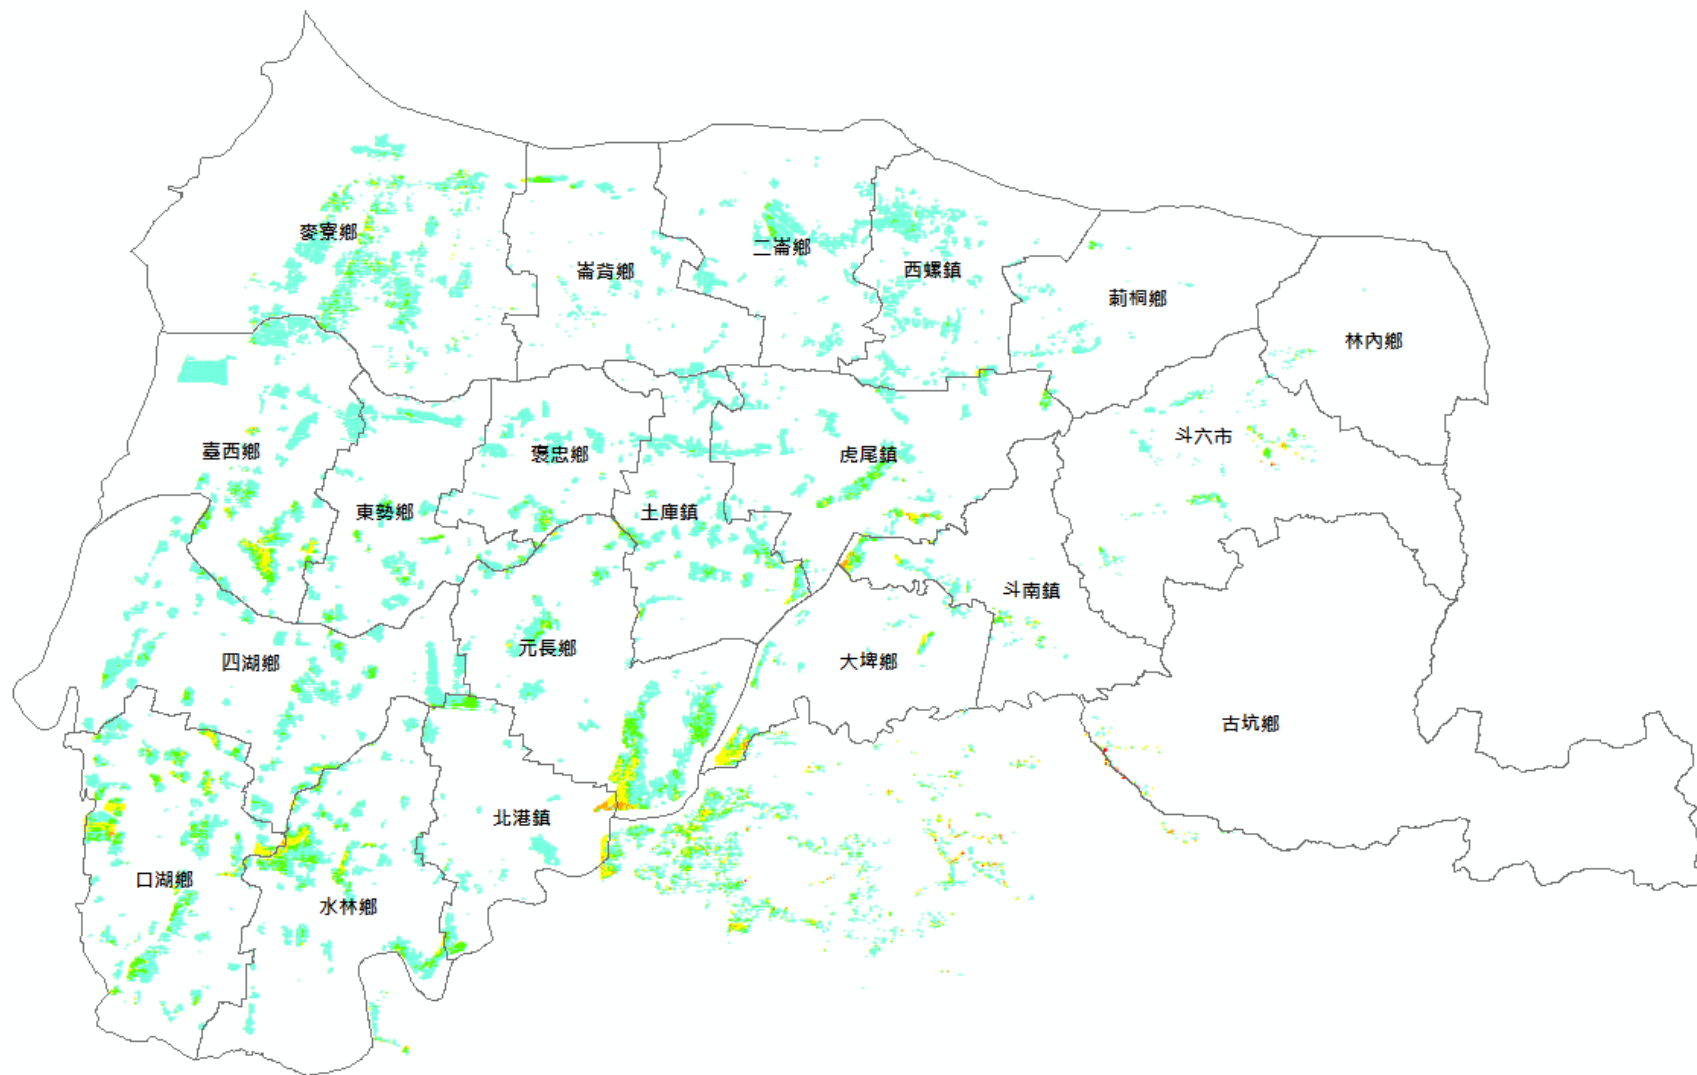 麥寮鄉
崙背鄉
二崙鄉
西螺鎮
莿桐鄉
林內鄉
臺西鄉
東勢鄉
褒忠鄉
土庫鎮
虎尾鎮
斗六市
斗南鎮
四湖鄉
元長鄉
大埤鄉
古坑鄉
口湖鄉
水林鄉
北港鎮